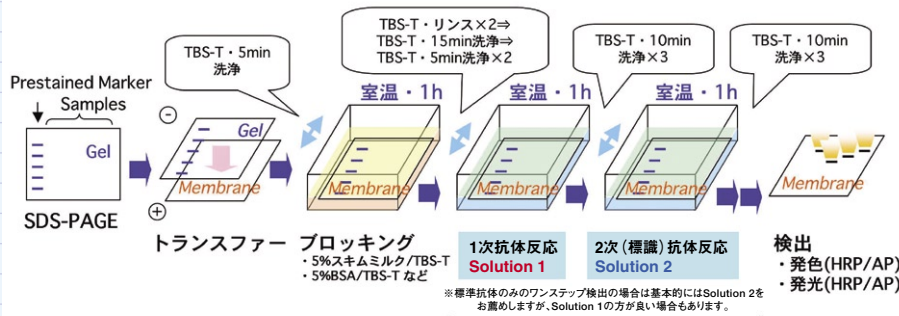 TBS-T・5min
洗浄
TBS-T・リンス×2⇒
TBS-T・15min洗浄⇒
TBS-T・5min洗浄×2
TBS-T・10min
洗浄×3
TBS-T・10min
洗浄×3
Prestained Marker
Samples
Gel
SDS-PAGE
⊖
Gel
Membrane
⊕
トランスファー
室温・1h
Membrane
ブロッキング
・5%スキムミルク/TBS-T
・5%BSA/TBS-T など
室温・1h
Membrane
1次抗体反応
Solution 1
室温・1h
Membrane
2次(標識)抗体反応
Solution 2
Membrane
検出
・発色(HRP/AP)
・発光(HRP/AP)
※標準抗体のみのワンステップ検出の場合は基本的にはSolution 2を
お薦めしますが、Solution 1の方が良い場合もあります。